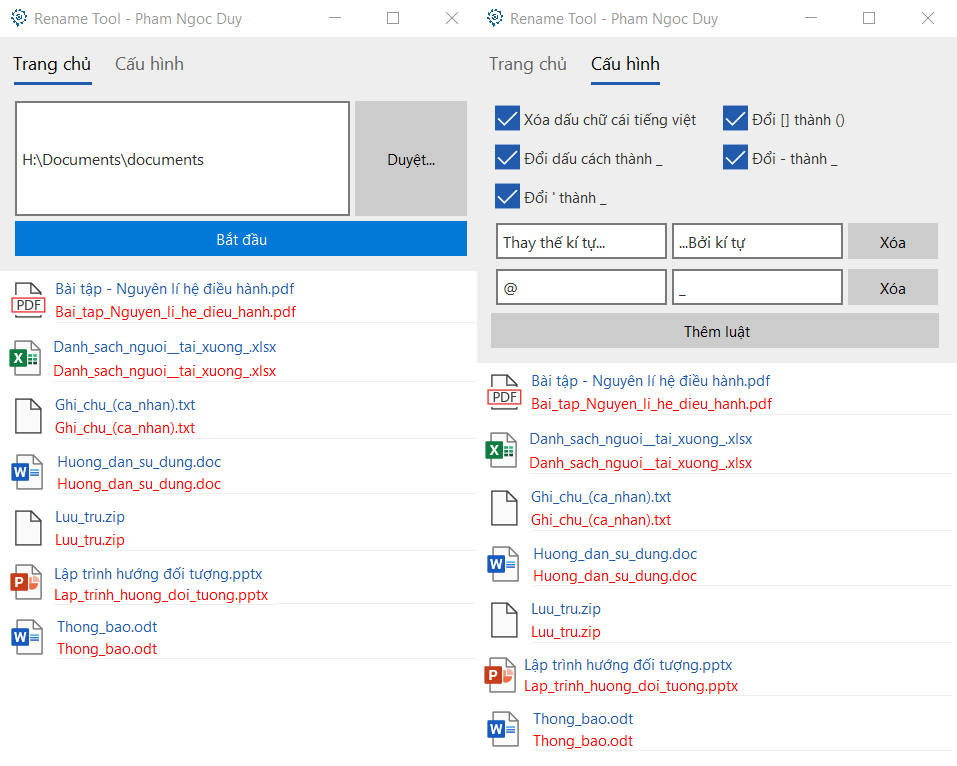 Rename Tool - Pham Ngoc Duy
Trang chủ Cấu hình
H:\Documents\documents
Duyệt...
Bắt đầu
PDF
Bài tập - Nguyên lí hệ điều hành.pdf
Bai_tap_Nguyen_li_he_dieu_hanh.pdf
X
Danh_sach_nguoi__tai_xuong_.xlsx
Danh_sach_nguoi__tai_xuong_.xlsx
Ghi_chu_(ca_nhan).txt
Ghi_chu_(ca_nhan).txt
W
Huong_dan_su_dung.doc
Huong_dan_su_dung.doc
Luu_tru.zip
Luu_tru.zip
P
Lập trình hướng đối tượng.pptx
Lap_trinh_huong_doi_tuong.pptx
W
Thong_bao.odt
Thong_bao.odt
Rename Tool - Pham Ngoc Duy
Trang chủ Cấu hình
Xóa dấu chữ cái tiếng việt Đổi [] thành ()
Đổi dấu cách thành _ Đổi - thành _
Đổi ' thành _
Thay thế kí tự... ...Bởi kí tự Xóa
@ _ Xóa
Thêm luật
PDF
Bài tập - Nguyên lí hệ điều hành.pdf
Bai_tap_Nguyen_li_he_dieu_hanh.pdf
X
Danh_sach_nguoi__tai_xuong_.xlsx
Danh_sach_nguoi__tai_xuong_.xlsx
Ghi_chu_(ca_nhan).txt
Ghi_chu_(ca_nhan).txt
W
Huong_dan_su_dung.doc
Huong_dan_su_dung.doc
Luu_tru.zip
Luu_tru.zip
P
Lập trình hướng đối tượng.pptx
Lap_trinh_huong_doi_tuong.pptx
W
Thong_bao.odt
Thong_bao.odt